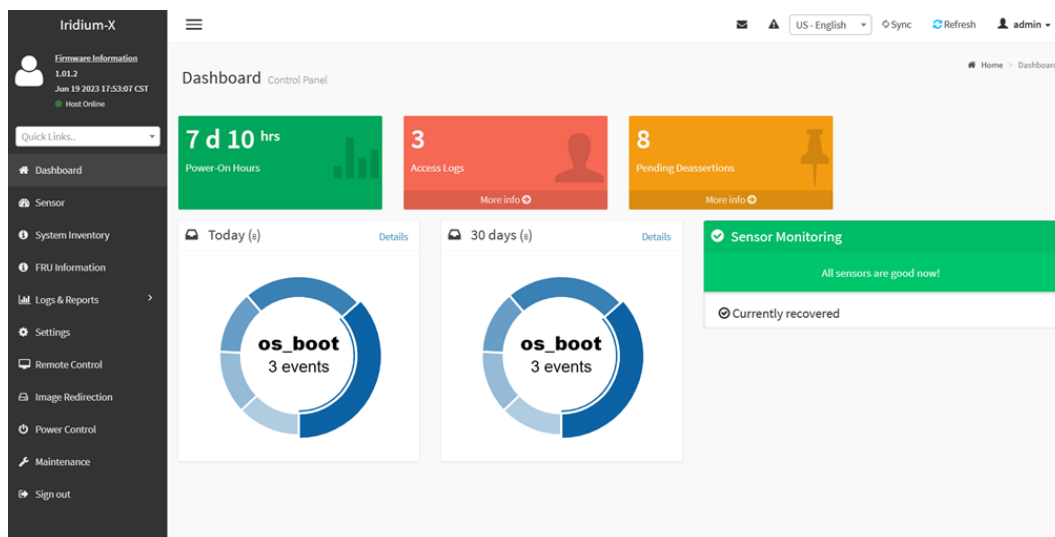 Iridium-X
Firmware Information
1.01.2
Jun 19 2023 17:53:07 CST
Host Online
Quick Links..
Dashboard
Sensor
System Inventory
FRU Information
Logs & Reports
Settings
Remote Control
Image Redirection
Power Control
Maintenance
Sign out
US - English
Sync
Refresh
admin
Dashboard Control Panel
Home > Dashboard
7 d 10 hrs
Power-On Hours
3
Access Logs
More info
8
Pending Deassertions
More info
Today (8)
Details
os_boot
3 events
30 days (8)
Details
os_boot
3 events
Sensor Monitoring
All sensors are good now!
Currently recovered